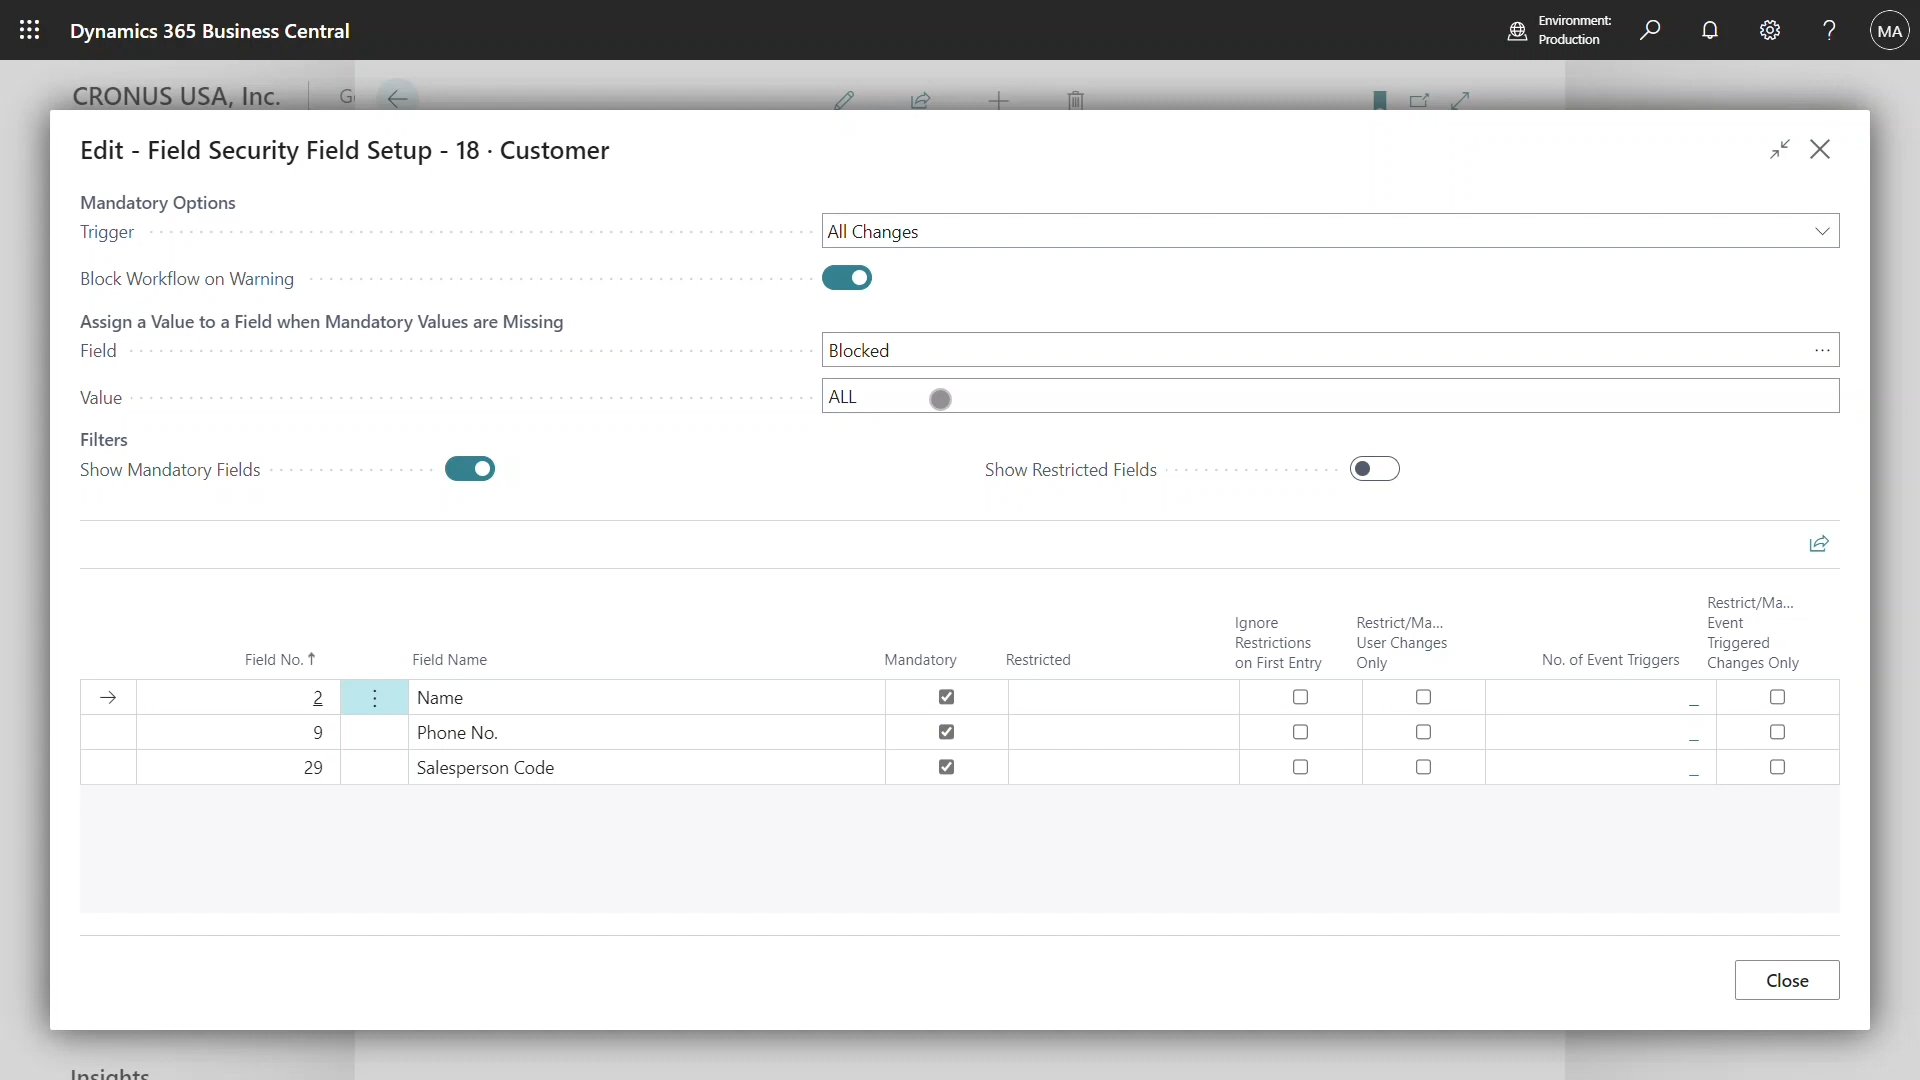 Dynamics 365 Business Central
Environment:
Production
?
MA
CRONUS USA, Inc.
Edit - Field Security Field Setup - 18 · Customer
Mandatory Options
Trigger
All Changes
Block Workflow on Warning
Assign a Value to a Field when Mandatory Values are Missing
Field
Blocked
...
Value
ALL
Filters
Show Mandatory Fields
Show Restricted Fields
Field No. ↑
Field Name
Mandatory
Restricted
Ignore
Restrictions
on First Entry
Restrict/Ma...
User Changes
Only
No. of Event Triggers
Restrict/Ma...
Event
Triggered
Changes Only
→ 2 ⋮ Name _
9 Phone No. _
29 Salesperson Code _
Close
Insights